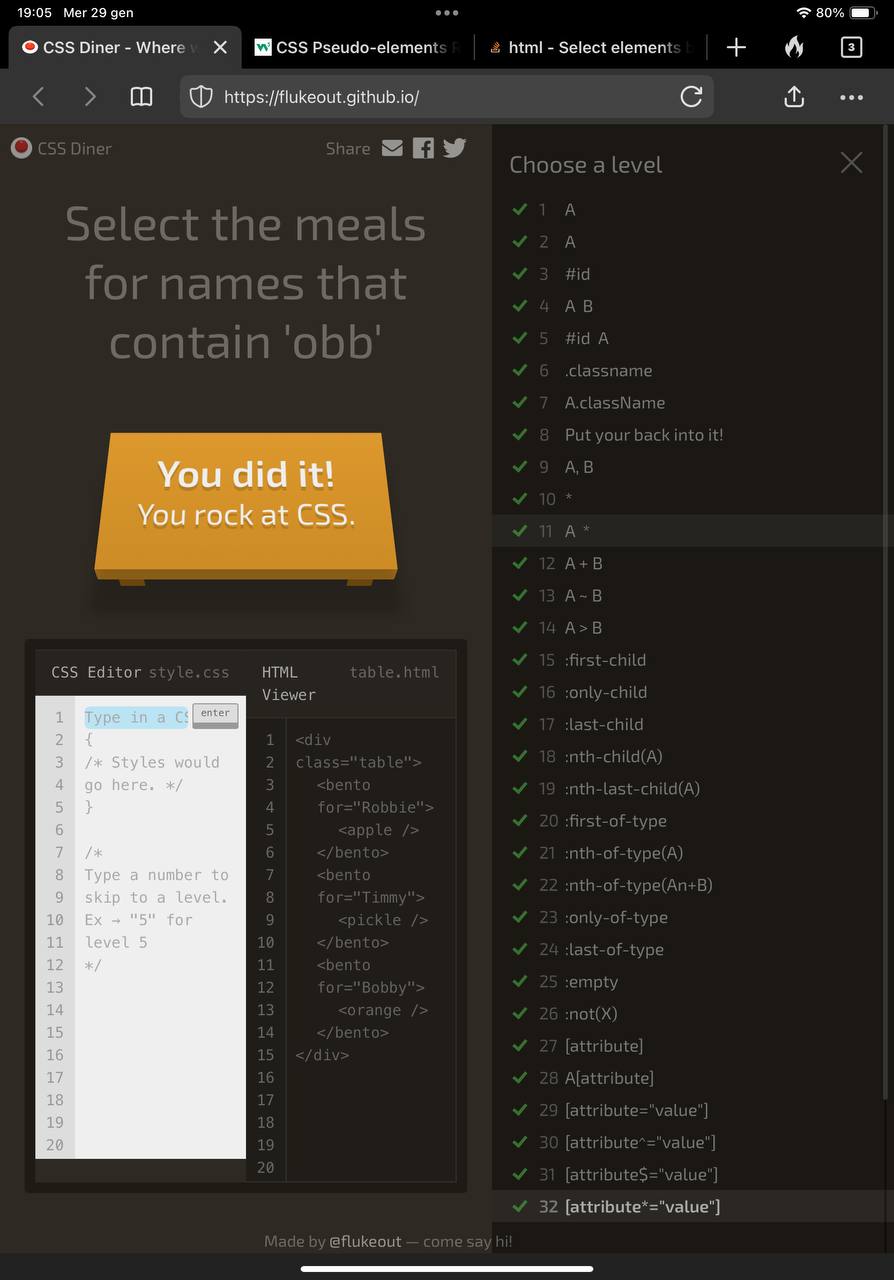 19:05 Mer 29 gen
80%
CSS Diner - Where
CSS Pseudo-elements
html - Select elements
3
https://flukeout.github.io/
CSS Diner
Share
Select the meals
for names that
contain 'obb'
You did it!
You rock at CSS.
CSS Editor style.css
1 Type in a CS
enter
2 {
3 /* Styles would
4 go here. */
5 }
6
7 /*
8 Type a number to
9 skip to a level.
10 Ex → "5" for
11 level 5
12 */
13
14
15
16
17
18
19
20
HTML table.html
Viewer
1 <div
2 class="table">
3 <bento
4 for="Robbie">
5 <apple />
6 </bento>
7 <bento
8 for="Timmy">
9 <pickle />
10 </bento>
11 <bento
12 for="Bobby">
13 <orange />
14 </bento>
15 </div>
16
17
18
19
20
Made by @flukeout — come say hi!
Choose a level
1 A
2 A
3 #id
4 A B
5 #id A
6 .classname
7 A.className
8 Put your back into it!
9 A, B
10 *
11 A *
12 A + B
13 A ~ B
14 A > B
15 :first-child
16 :only-child
17 :last-child
18 :nth-child(A)
19 :nth-last-child(A)
20 :first-of-type
21 :nth-of-type(A)
22 :nth-of-type(An+B)
23 :only-of-type
24 :last-of-type
25 :empty
26 :not(X)
27 [attribute]
28 A[attribute]
29 [attribute="value"]
30 [attribute^="value"]
31 [attribute$="value"]
32 [attribute*="value"]